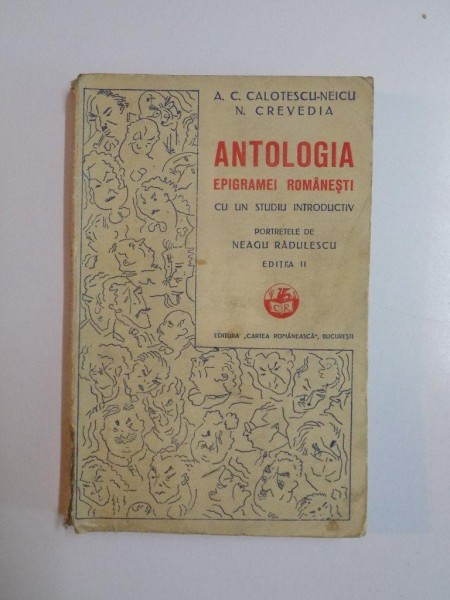 A. C. CALOTESCU-NEICU
N. CREVEDIA
ANTOLOGIA
EPIGRAMEI ROMÂNEȘTI
CU UN STUDIU INTRODUCTIV
PORTRETELE DE
NEAGU RĂDULESCU
EDIȚIA II
C R
EDITURA „CARTEA ROMÂNEASCĂ”, BUCUREȘTI